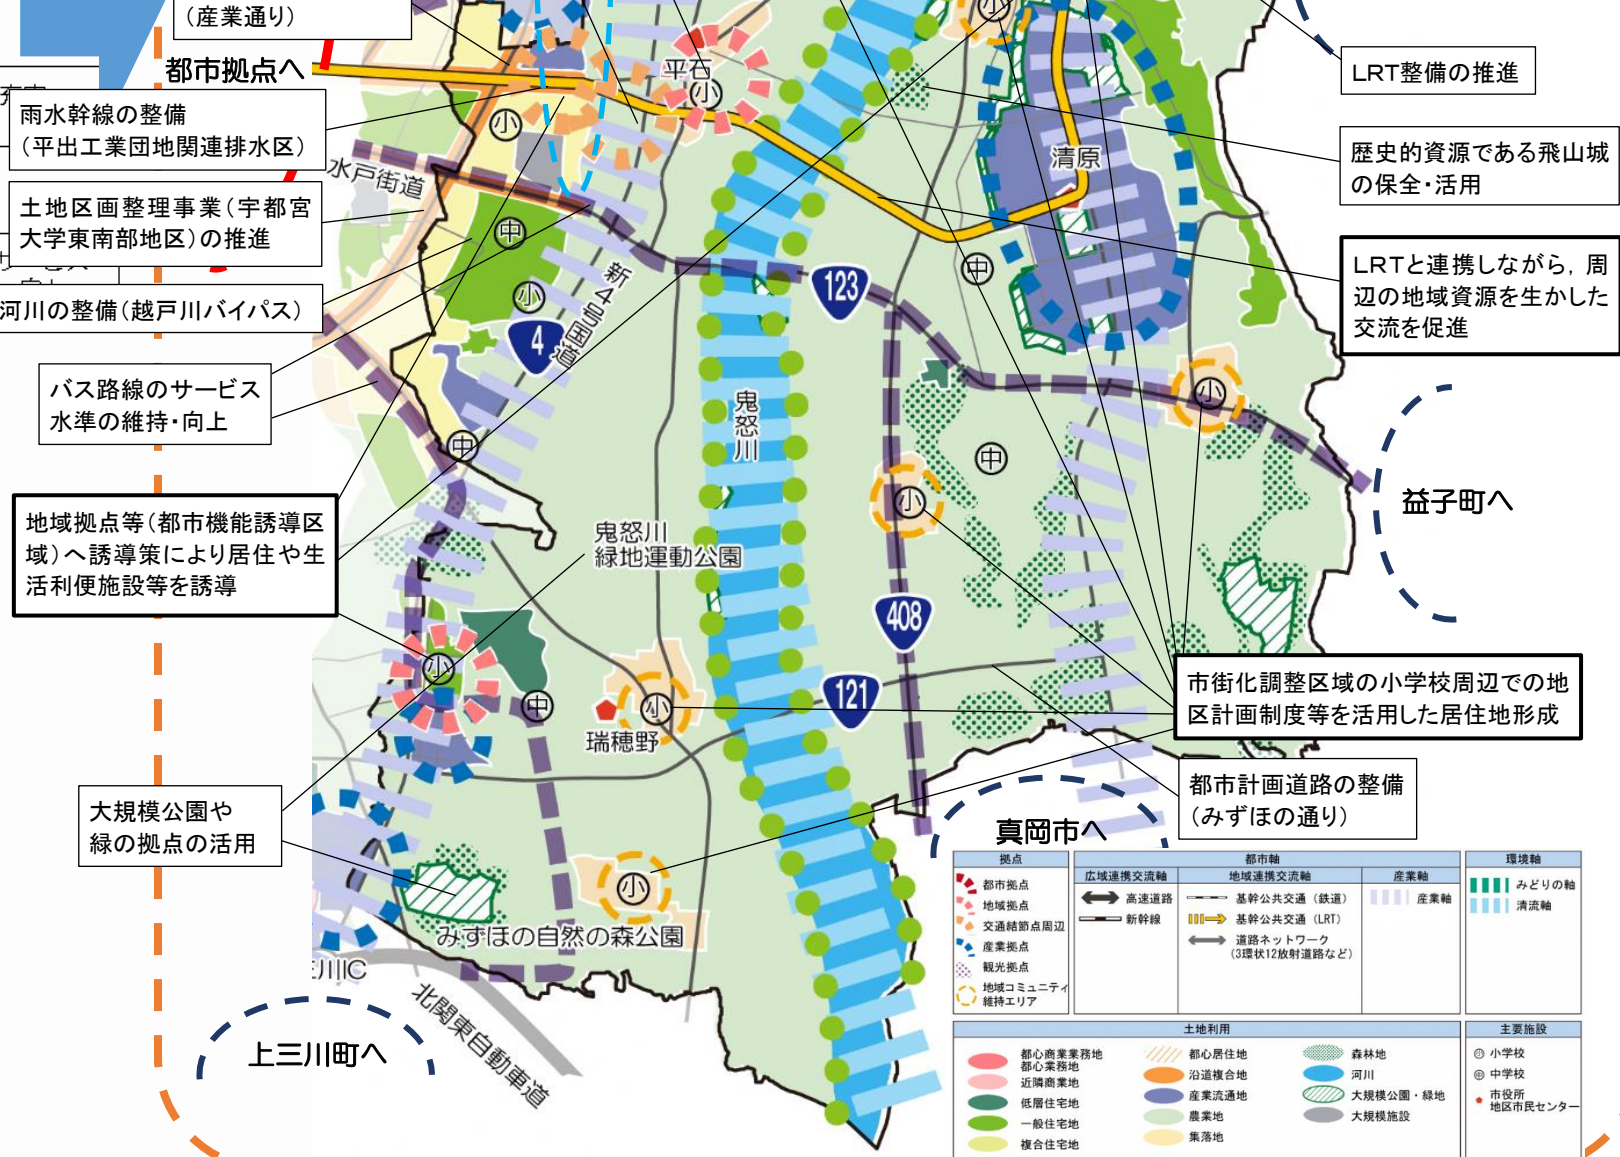 （産業通り）
都市拠点へ
雨水幹線の整備
（平出工業団地関連排水区）
水戸街道
土地区画整理事業（宇都宮
大学東南部地区）の推進
河川の整備（越戸川バイパス）
バス路線のサービス
水準の維持・向上
地域拠点等（都市機能誘導区
域）へ誘導策により居住や生
活利便施設等を誘導
大規模公園や
緑の拠点の活用
平石
小
小
小
中
小
4
新4号国道
123
清原
中
LRT整備の推進
歴史的資源である飛山城
の保全・活用
LRTと連携しながら，周
辺の地域資源を生かした
交流を促進
小
益子町へ
中
鬼怒川
小
中
鬼怒川
緑地運動公園
408
121
小
中
小
瑞穂野
市街化調整区域の小学校周辺での地
区計画制度等を活用した居住地形成
都市計画道路の整備
（みずほの通り）
真岡市へ
小
みずほの自然の森公園
川IC
北関東自動車道
上三川町へ
拠点
都市拠点
地域拠点
交通結節点周辺
産業拠点
観光拠点
地域コミュニティ
維持エリア
都市軸
広域連携交流軸
高速道路
新幹線
地域連携交流軸
基幹公共交通（鉄道）
基幹公共交通（LRT）
道路ネットワーク
（3環状12放射道路など）
産業軸
産業軸
環境軸
みどりの軸
清流軸
土地利用
都心商業業務地
都心業務地
近隣商業地
低層住宅地
一般住宅地
複合住宅地
都心居住地
沿道複合地
産業流通地
農業地
集落地
森林地
河川
大規模公園・緑地
大規模施設
主要施設
小 小学校
中 中学校
市役所
地区市民センター